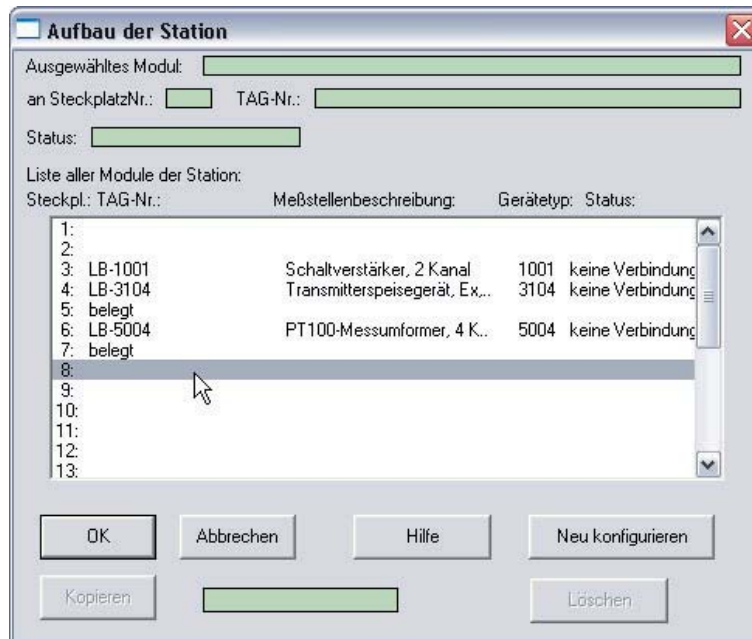 Aufbau der Station
Ausgewähltes Modul:
an SteckplatzNr.: TAG-Nr.:
Status:
Liste aller Module der Station:
Steckpl.: TAG-Nr.: Meßstellenbeschreibung: Gerätetyp: Status:
1:
2:
3: LB-1001 Schaltverstärker, 2 Kanal 1001 keine Verbindung
4: LB-3104 Transmitterspeisegerät, Ex,.. 3104 keine Verbindung
5: belegt
6: LB-5004 PT100-Messumformer, 4 K.. 5004 keine Verbindung
7: belegt
8:
9:
10:
11:
12:
13:
OK Abbrechen Hilfe Neu konfigurieren
Kopieren Löschen